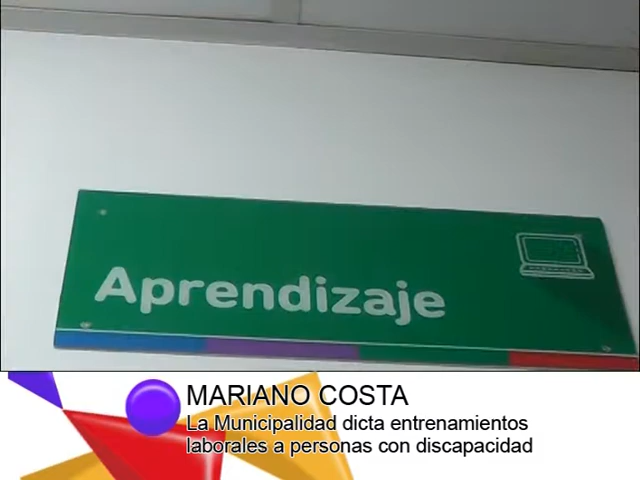 Aprendizaje
MARIANO COSTA
La Municipalidad dicta entrenamientos
laborales a personas con discapacidad